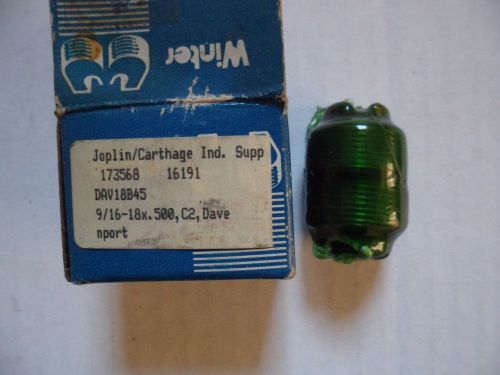 Winter
Joplin/Carthage Ind. Supp
173568 16191
DAV18B45
9/16-18x.500,C2,Dave
nport